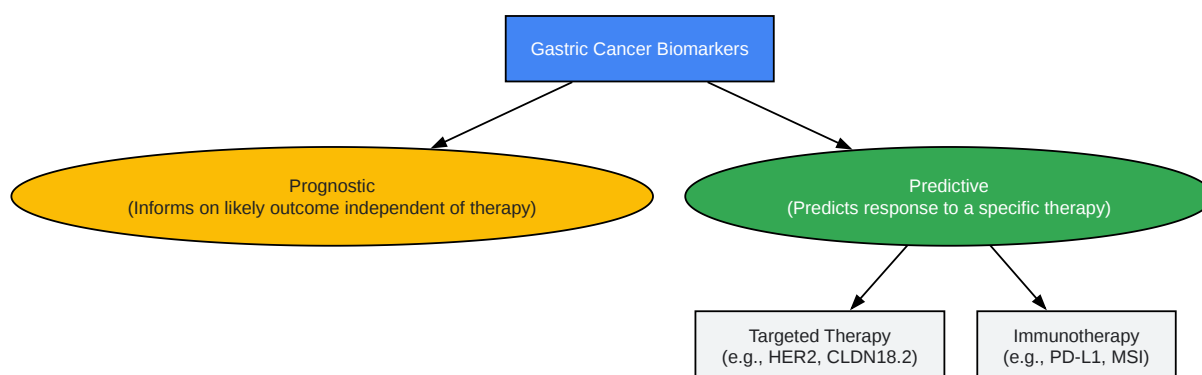 Gastric Cancer Biomarkers
Prognostic
(Informs on likely outcome independent of therapy)
Predictive
(Predicts response to a specific therapy)
Targeted Therapy
(e.g., HER2, CLDN18.2)
Immunotherapy
(e.g., PD-L1, MSI)